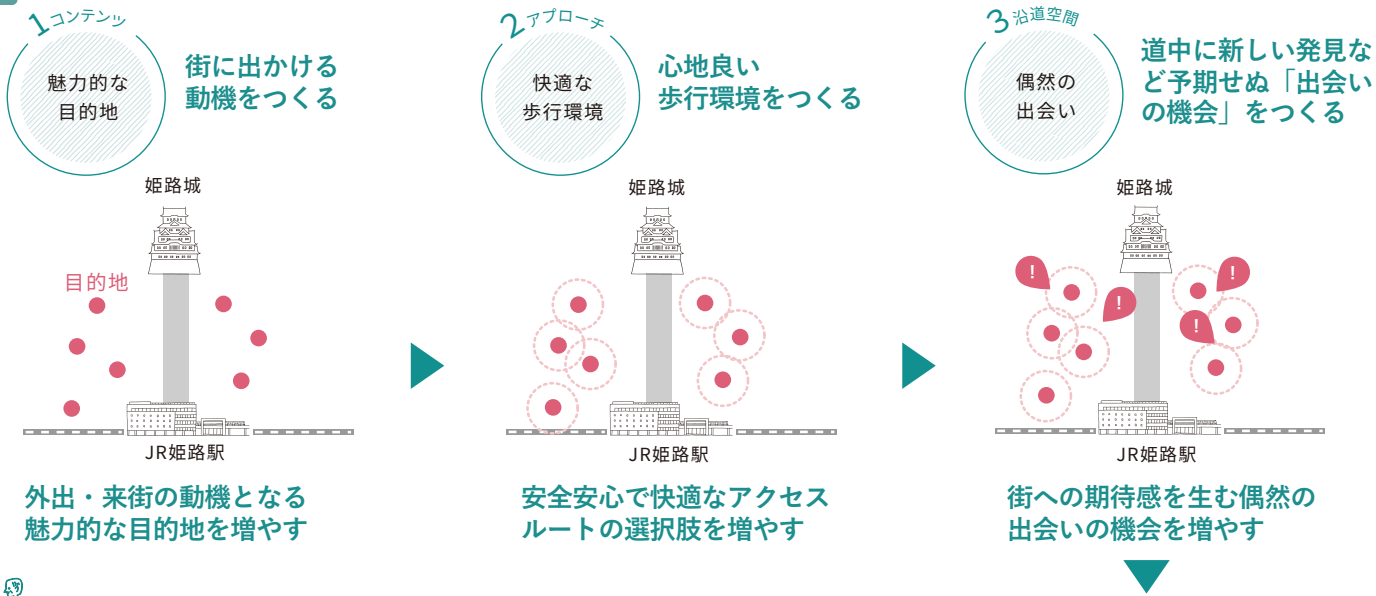 1 コンテンツ
魅力的な
目的地
街に出かける
動機をつくる
姫路城
目的地
JR姫路駅
外出・来街の動機となる
魅力的な目的地を増やす
2 アプローチ
快適な
歩行環境
心地良い
歩行環境をつくる
姫路城
JR姫路駅
安全安心で快適なアクセス
ルートの選択肢を増やす
3 沿道空間
偶然の
出会い
道中に新しい発見な
ど予期せぬ「出会い
の機会」をつくる
姫路城
!
!
!
!
JR姫路駅
街への期待感を生む偶然の
出会いの機会を増やす